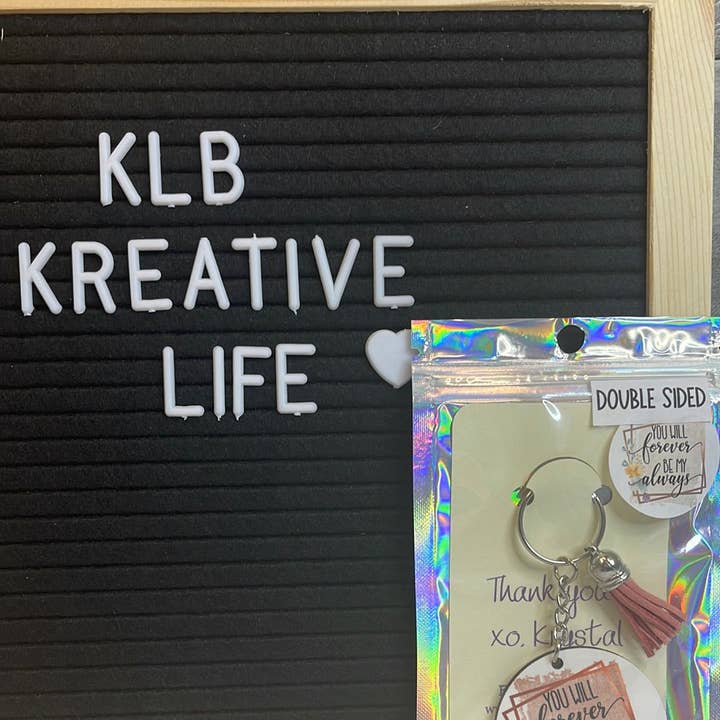 KLB
KREATIVE
LIFE
DOUBLE SIDED
YOU WILL
forever
BE MY
always
Thank you
xo, Krystal
YOU WILL
forever